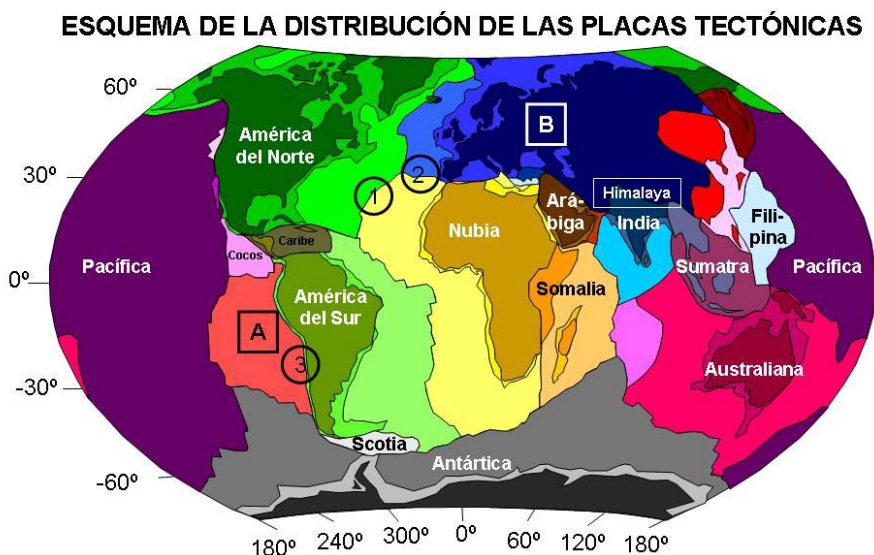 ESQUEMA DE LA DISTRIBUCIÓN DE LAS PLACAS TECTÓNICAS
60º
B
América
del Norte
2
30º
1
Himalaya
Ará-
biga
India
Fili-
pina
Nubia
Caribe
Cocos
Pacífica
Sumatra
Pacífica
0º
Somalia
América
del Sur
A
3
Australiana
-30º
Scotia
Antártica
-60º
180º
240º
300º
0º
60º
120º
180º